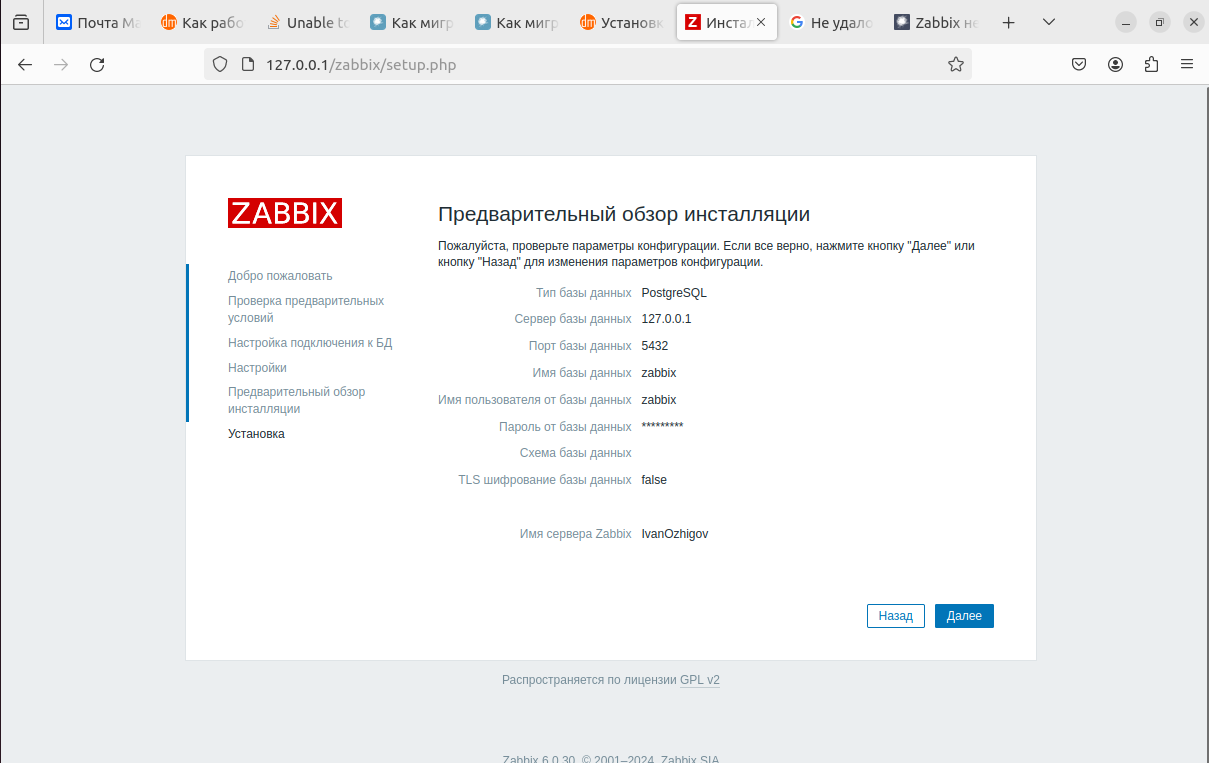 Почта Ma
Как рабо
Unable to
Как мигр
Как мигр
Установк
Инстал
Не удало
Zabbix не
127.0.0.1/zabbix/setup.php
ZABBIX
Добро пожаловать
Проверка предварительных
условий
Настройка подключения к БД
Настройки
Предварительный обзор
инсталляции
Установка
Предварительный обзор инсталляции
Пожалуйста, проверьте параметры конфигурации. Если все верно, нажмите кнопку "Далее" или
кнопку "Назад" для изменения параметров конфигурации.
Тип базы данных PostgreSQL
Сервер базы данных 127.0.0.1
Порт базы данных 5432
Имя базы данных zabbix
Имя пользователя от базы данных zabbix
Пароль от базы данных *********
Схема базы данных
TLS шифрование базы данных false
Имя сервера Zabbix IvanOzhigov
Назад Далее
Распространяется по лицензии GPL v2
Zabbix 6.0.30. © 2001–2024, Zabbix SIA